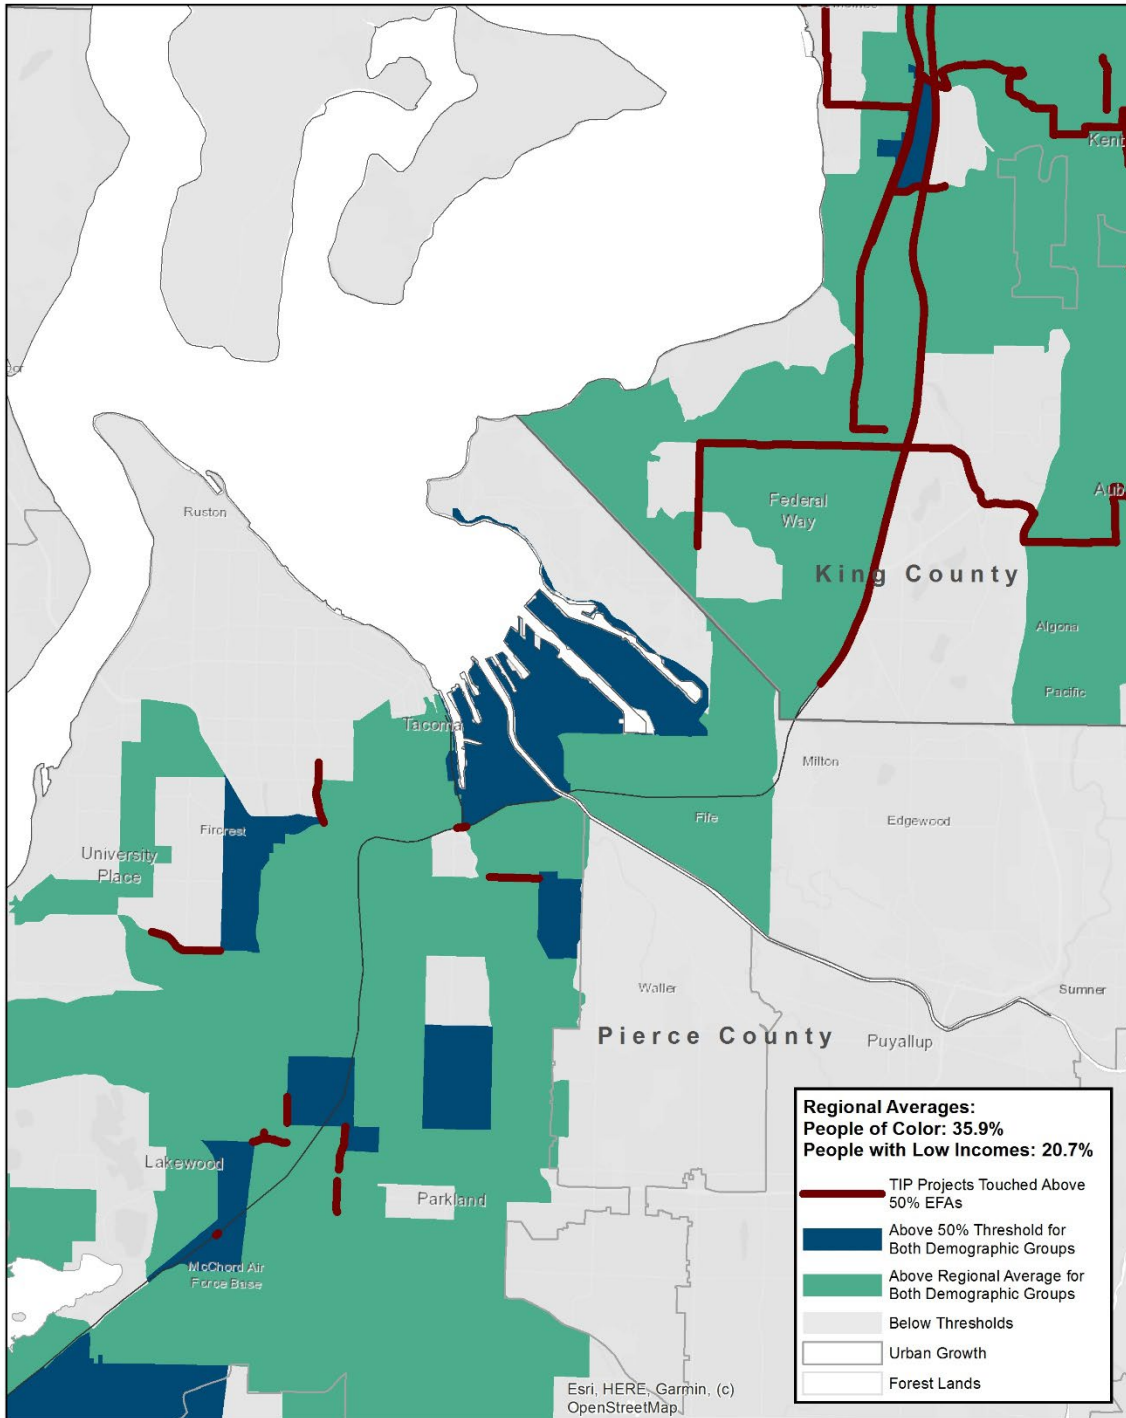 Kent
Ruston
Federal
Way
Aub
King County
Algona
Pacific
Tacoma
Milton
Fife
Edgewood
Fircrest
University
Place
Waller
Sumner
Pierce County
Puyallup
Lakewood
Parkland
McChord Air
Force Base
Regional Averages:
People of Color: 35.9%
People with Low Incomes: 20.7%
TIP Projects Touched Above
50% EFAs
Above 50% Threshold for
Both Demographic Groups
Above Regional Average for
Both Demographic Groups
Below Thresholds
Urban Growth
Forest Lands
Esri, HERE, Garmin, (c)
OpenStreetMap